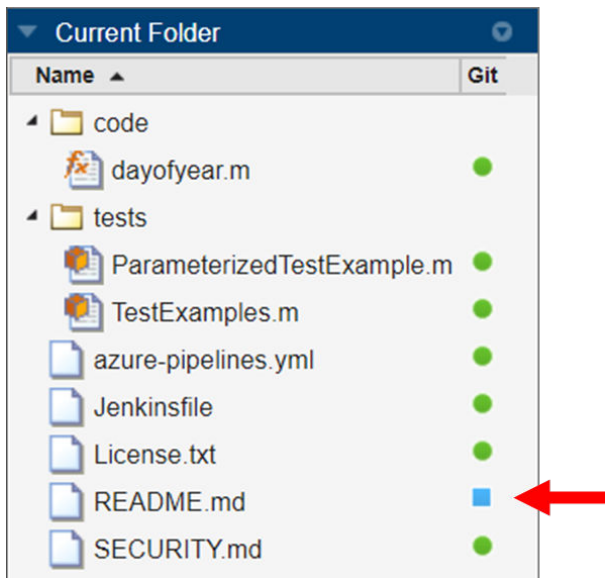 Current Folder
Name Git
code
dayofyear.m
tests
ParameterizedTestExample.m
TestExamples.m
azure-pipelines.yml
Jenkinsfile
License.txt
README.md
SECURITY.md